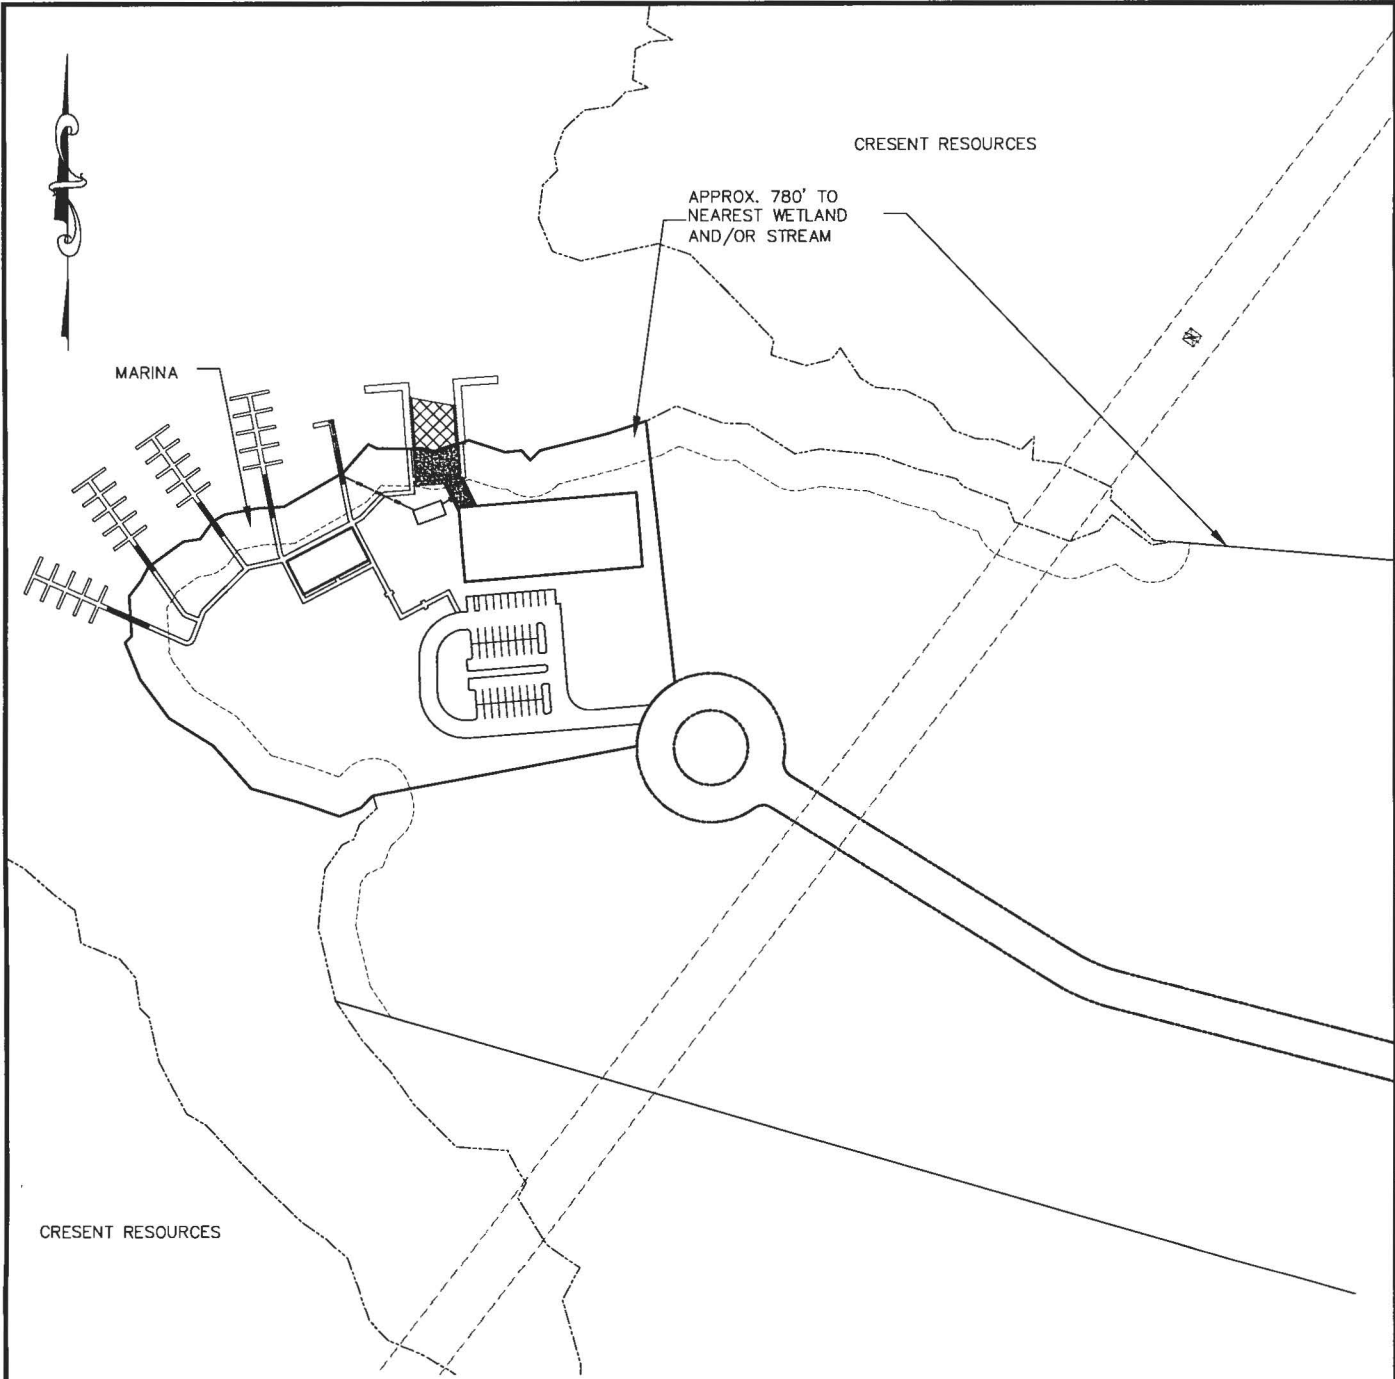 CRESENT RESOURCES
APPROX. 780' TO
NEAREST WETLAND
AND/OR STREAM
MARINA
CRESENT RESOURCES